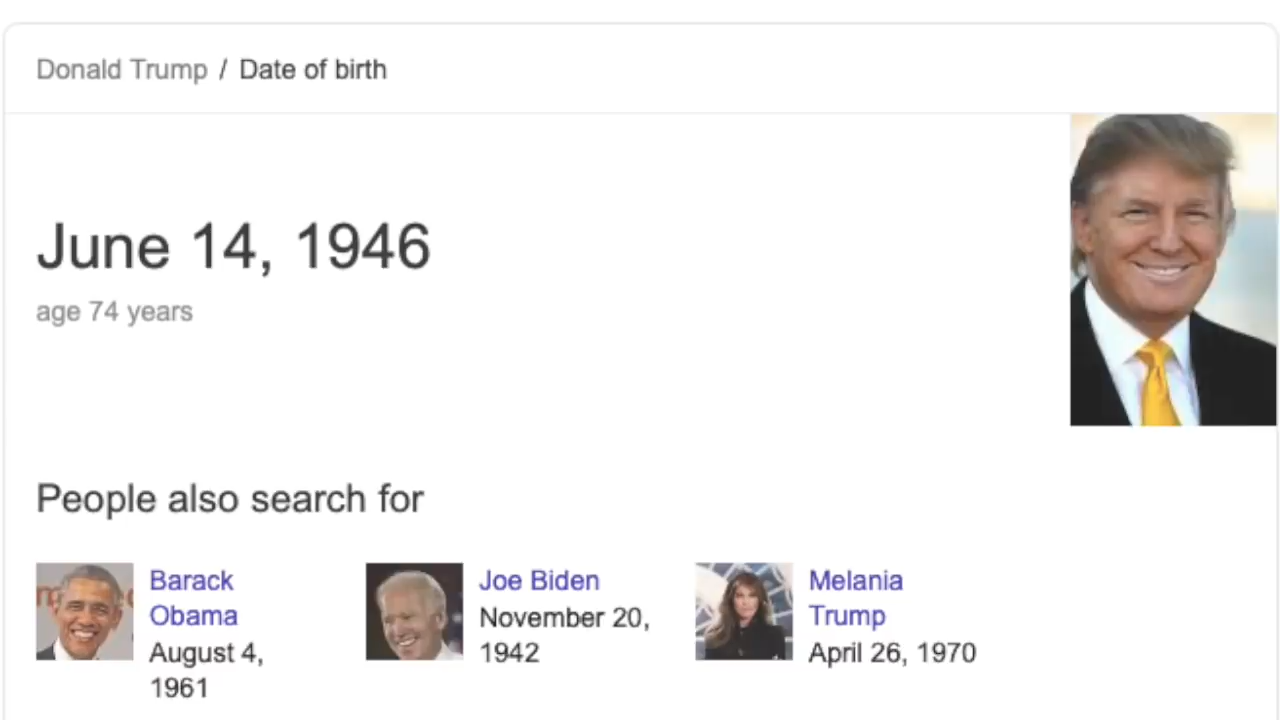 Donald Trump / Date of birth
June 14, 1946
age 74 years
People also search for
Barack
Obama
August 4,
1961
Joe Biden
November 20,
1942
Melania
Trump
April 26, 1970